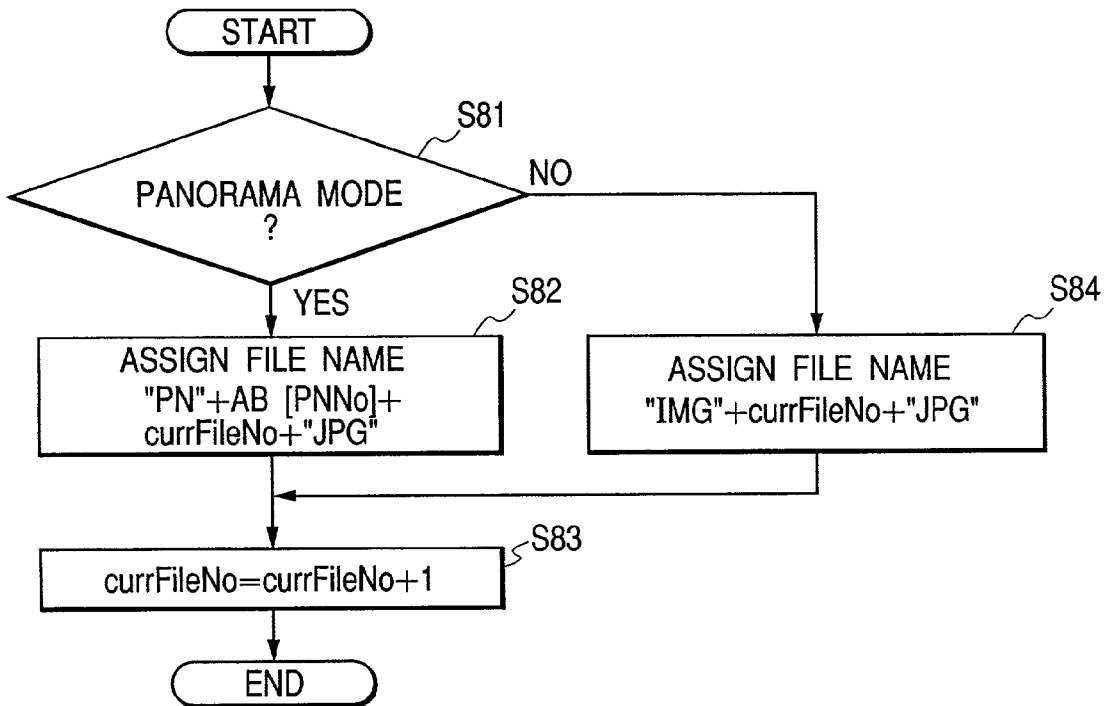 START
S81
PANORAMA MODE
?
NO
YES
S82
ASSIGN FILE NAME
"PN"+AB [PNNo]+
currFileNo+"JPG"
S84
ASSIGN FILE NAME
"IMG"+currFileNo+"JPG"
S83
currFileNo=currFileNo+1
END